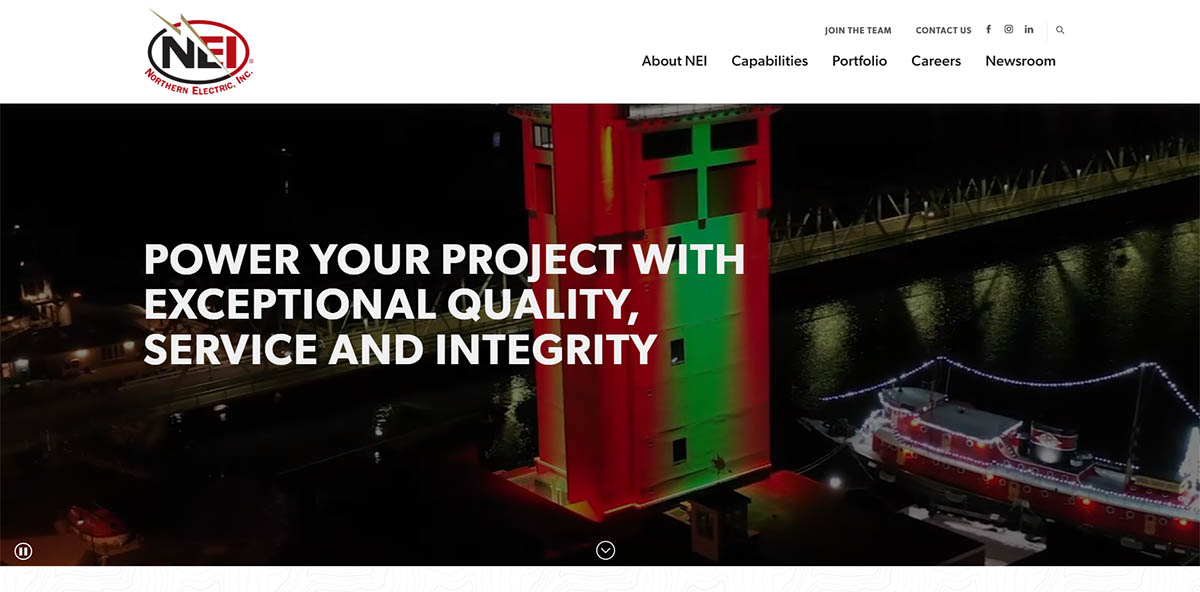 NEI
NORTHERN ELECTRIC, INC.
JOIN THE TEAM
CONTACT US
About NEI
Capabilities
Portfolio
Careers
Newsroom
POWER YOUR PROJECT WITH
EXCEPTIONAL QUALITY,
SERVICE AND INTEGRITY